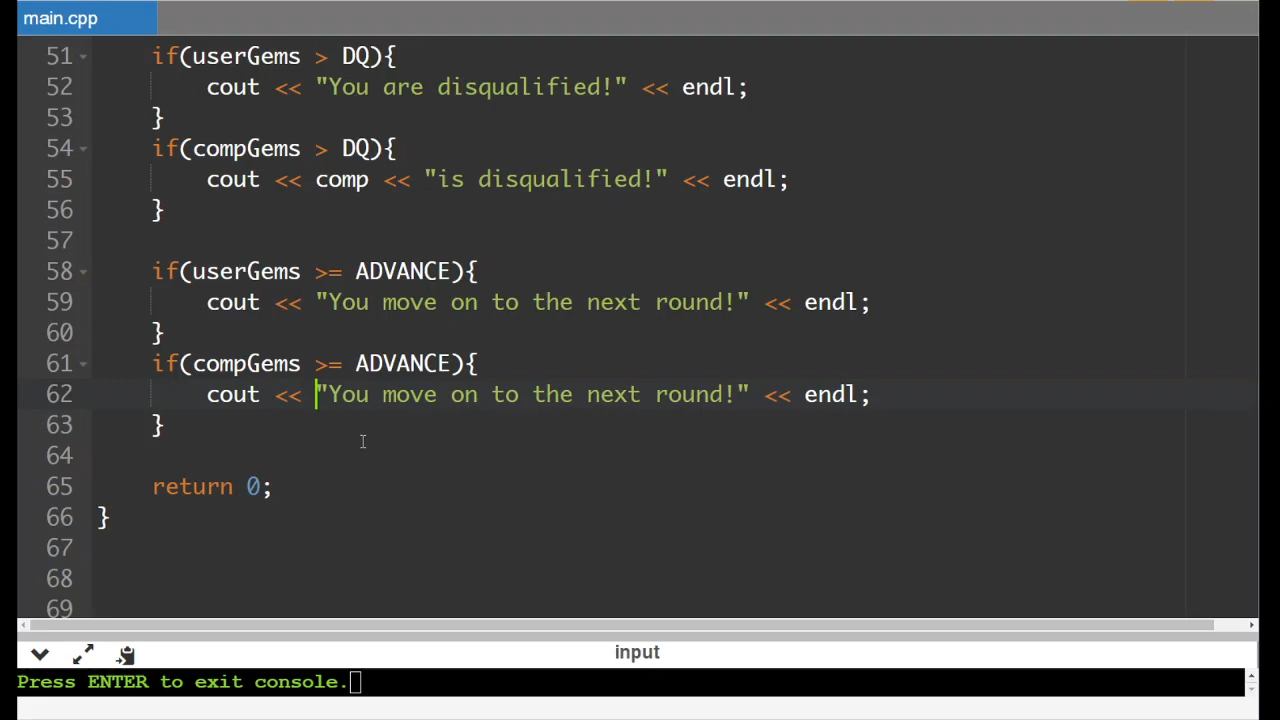 main.cpp
51 if(userGems > DQ){
52 cout << "You are disqualified!" << endl;
53 }
54 if(compGems > DQ){
55 cout << comp << "is disqualified!" << endl;
56 }
57
58 if(userGems >= ADVANCE){
59 cout << "You move on to the next round!" << endl;
60 }
61 if(compGems >= ADVANCE){
62 cout << "You move on to the next round!" << endl;
63 }
64
65 return 0;
66 }
67
68
69
input
Press ENTER to exit console.